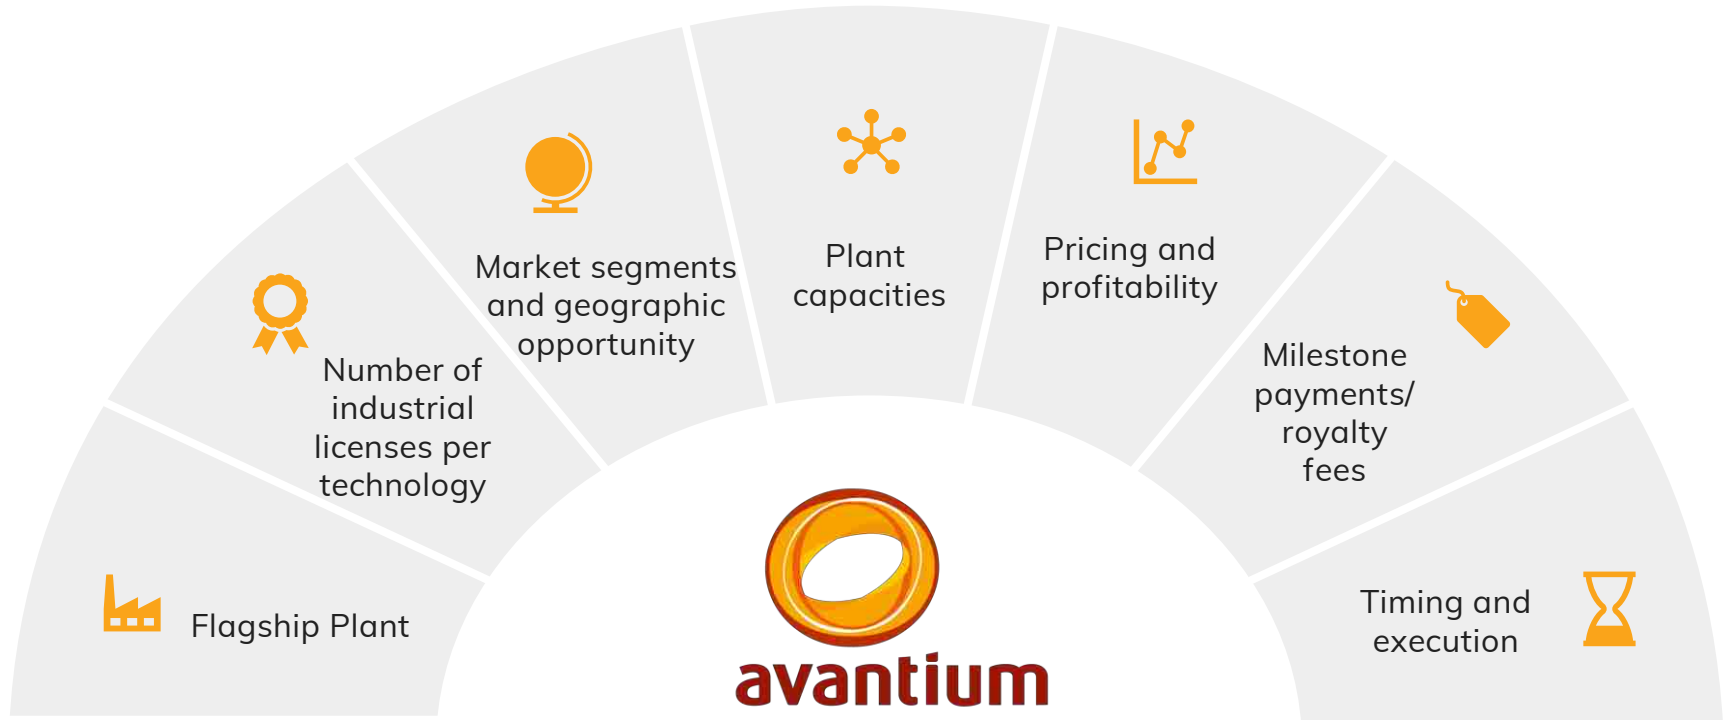 Flagship Plant
Number of
industrial
licenses per
technology
Market segments
and geographic
opportunity
Plant
capacities
Pricing and
profitability
Milestone
payments/
royalty
fees
Timing and
execution
avantium